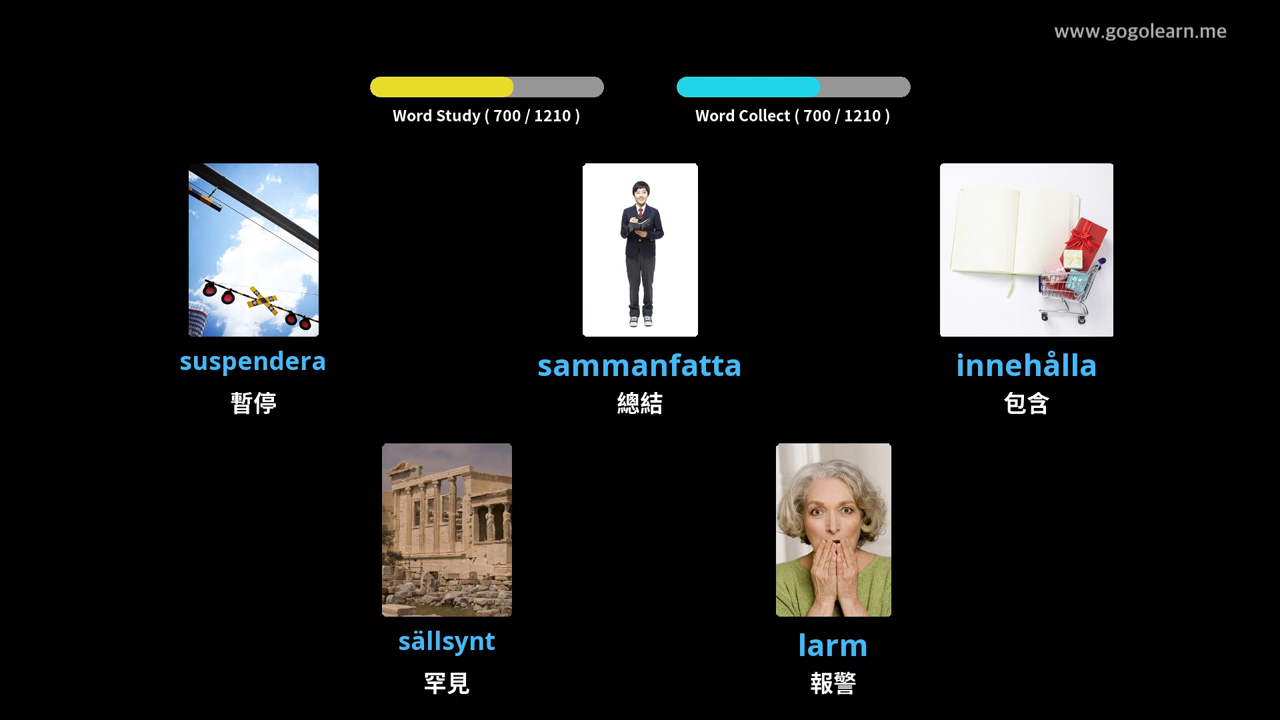 www.gogolearn.me
Word Study ( 700 / 1210 )
Word Collect ( 700 / 1210 )
suspendera
暫停
sammanfatta
總結
innehålla
包含
sällsynt
罕見
larm
報警